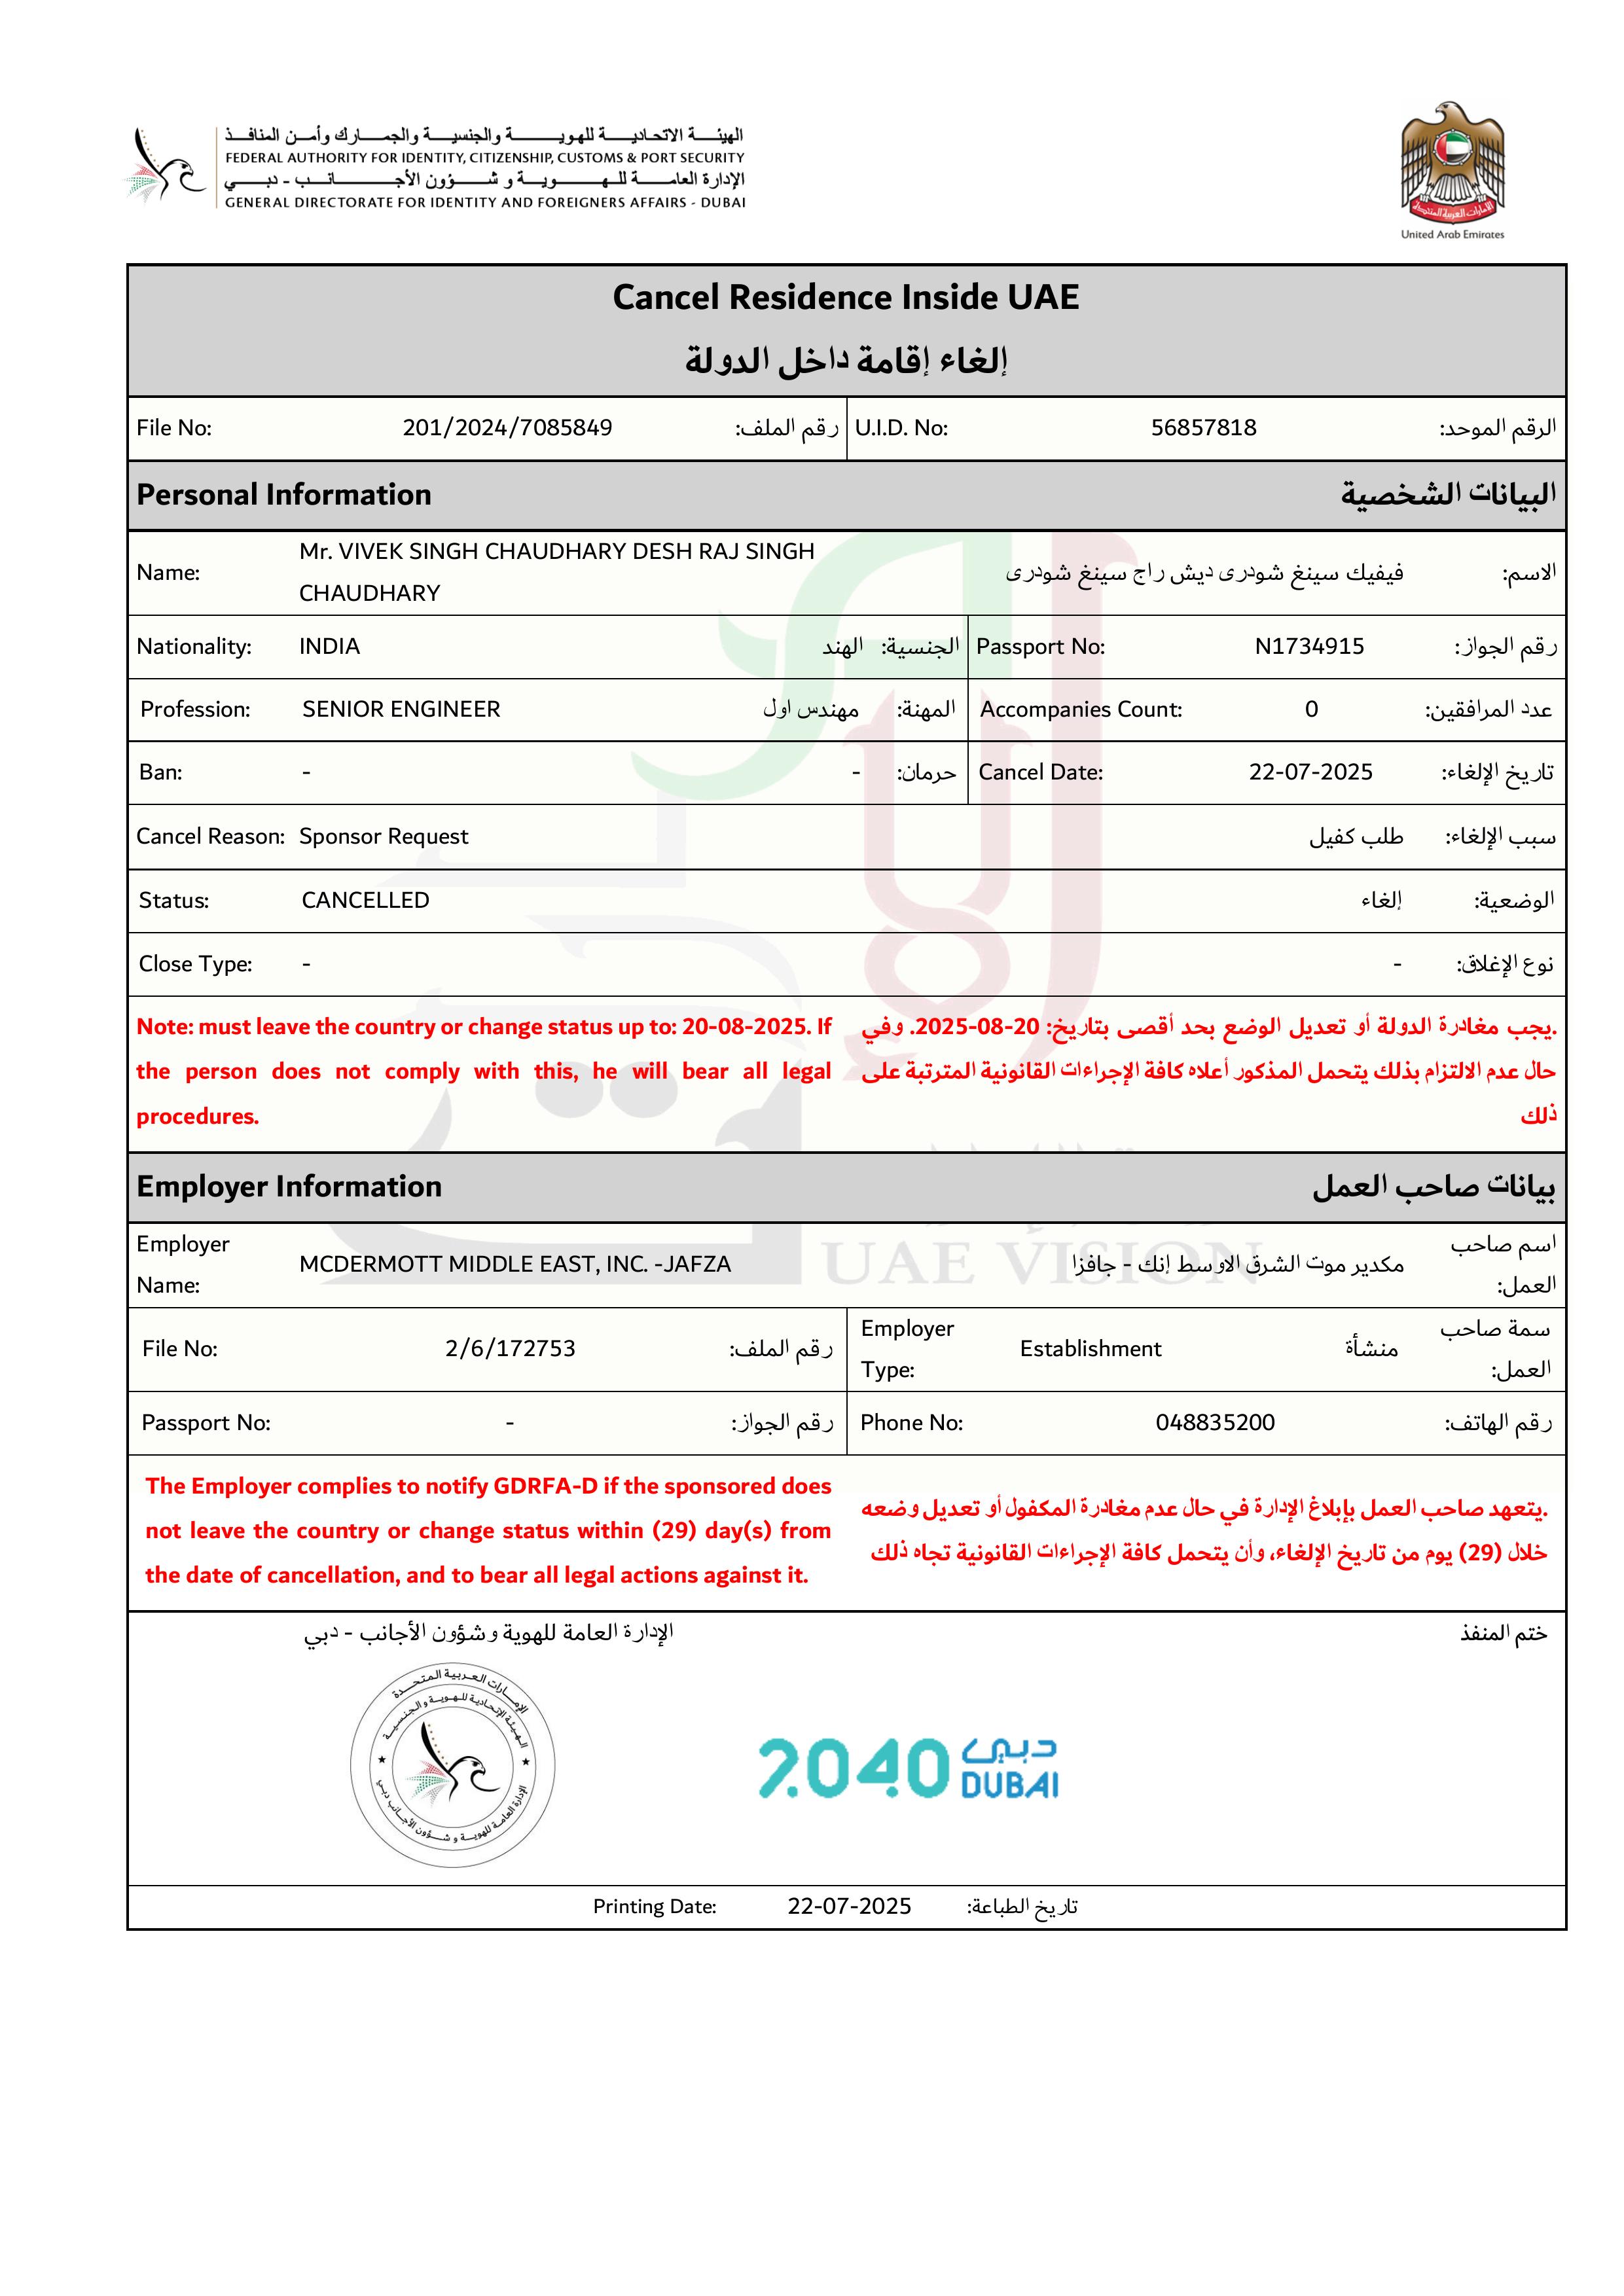 الهيئة الاتحادية للهوية والجنسية والجمارك وأمن المنافذ
FEDERAL AUTHORITY FOR IDENTITY, CITIZENSHIP, CUSTOMS & PORT SECURITY
الإدارة العامة للهوية و شؤون الأجانب - دبي
GENERAL DIRECTORATE FOR IDENTITY AND FOREIGNERS AFFAIRS - DUBAI
الإمارات العربية المتحدة
United Arab Emirates
Cancel Residence Inside UAE
إلغاء إقامة داخل الدولة
File No: 201/2024/7085849 رقم الملف: U.I.D. No: 56857818 الرقم الموحد:
Personal Information البيانات الشخصية
Name: Mr. VIVEK SINGH CHAUDHARY DESH RAJ SINGH
CHAUDHARY فيفيك سينغ شودرى ديش راج سينغ شودرى الاسم:
Nationality: INDIA الهند الجنسية: Passport No: N1734915 رقم الجواز:
Profession: SENIOR ENGINEER مهندس اول المهنة: Accompanies Count: 0 عدد المرافقين:
Ban: - - حرمان: Cancel Date: 22-07-2025 تاريخ الإلغاء:
Cancel Reason: Sponsor Request طلب كفيل سبب الإلغاء:
Status: CANCELLED إلغاء الوضعية:
Close Type: - - نوع الإغلاق:
Note: must leave the country or change status up to: 20-08-2025. If
the person does not comply with this, he will bear all legal
procedures.
يجب مغادرة الدولة أو تعديل الوضع بحد أقصى بتاريخ: 20-08-2025. وفي.
حال عدم الالتزام بذلك يتحمل المذكور أعلاه كافة الإجراءات القانونية المترتبة على
ذلك
Employer Information بيانات صاحب العمل
Employer
Name: MCDERMOTT MIDDLE EAST, INC. -JAFZA مكدير موت الشرق الاوسط إنك - جافزا اسم صاحب
العمل:
UAE VISION
File No: 2/6/172753 رقم الملف: Employer
Type: Establishment منشأة سمة صاحب
العمل:
Passport No: - رقم الجواز: Phone No: 048835200 رقم الهاتف:
The Employer complies to notify GDRFA-D if the sponsored does
not leave the country or change status within (29) day(s) from
the date of cancellation, and to bear all legal actions against it.
يتعهد صاحب العمل بإبلاغ الإدارة في حال عدم مغادرة المكفول أو تعديل وضعه.
خلال (29) يوم من تاريخ الإلغاء، وأن يتحمل كافة الإجراءات القانونية تجاه ذلك
الإدارة العامة للهوية وشؤون الأجانب - دبي ختم المنفذ
الإمارات العربية المتحدة
الهيئة الإتحادية للهوية و الجنسية
الإدارة العامة للهوية و شؤون الأجانب دبي
2040 دبي
DUBAI
Printing Date: 22-07-2025 تاريخ الطباعة: